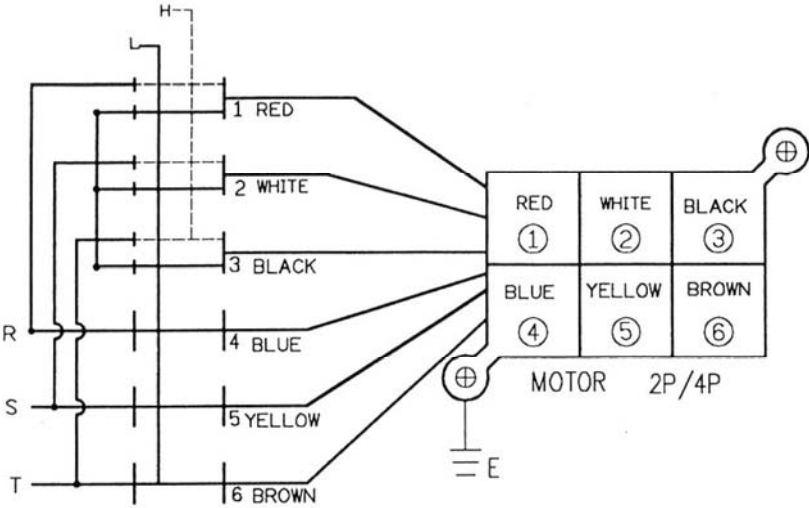 H
L
1 RED
2 WHITE
3 BLACK
R
4 BLUE
S
5 YELLOW
T
6 BROWN
RED WHITE BLACK
1 2 3
BLUE YELLOW BROWN
4 5 6
MOTOR 2P/4P
E